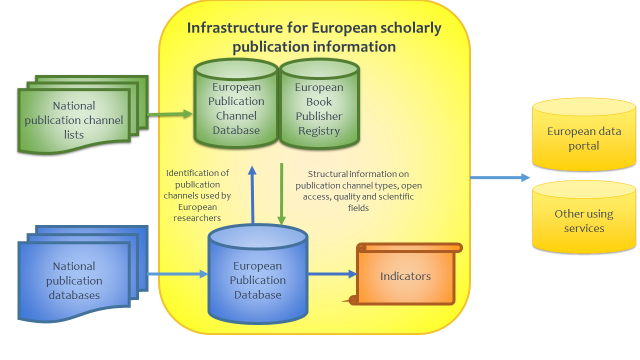 Infrastructure for European scholarly
publication information
National
publication channel
lists
European
Publication
Channel
Database
European
Book
Publisher
Registry
Identification of
publication
channels used by
European
researchers
Structural information on
publication channel types, open
access, quality and scientific
fields
National
publication
databases
European
Publication
Database
Indicators
European data
portal
Other using
services